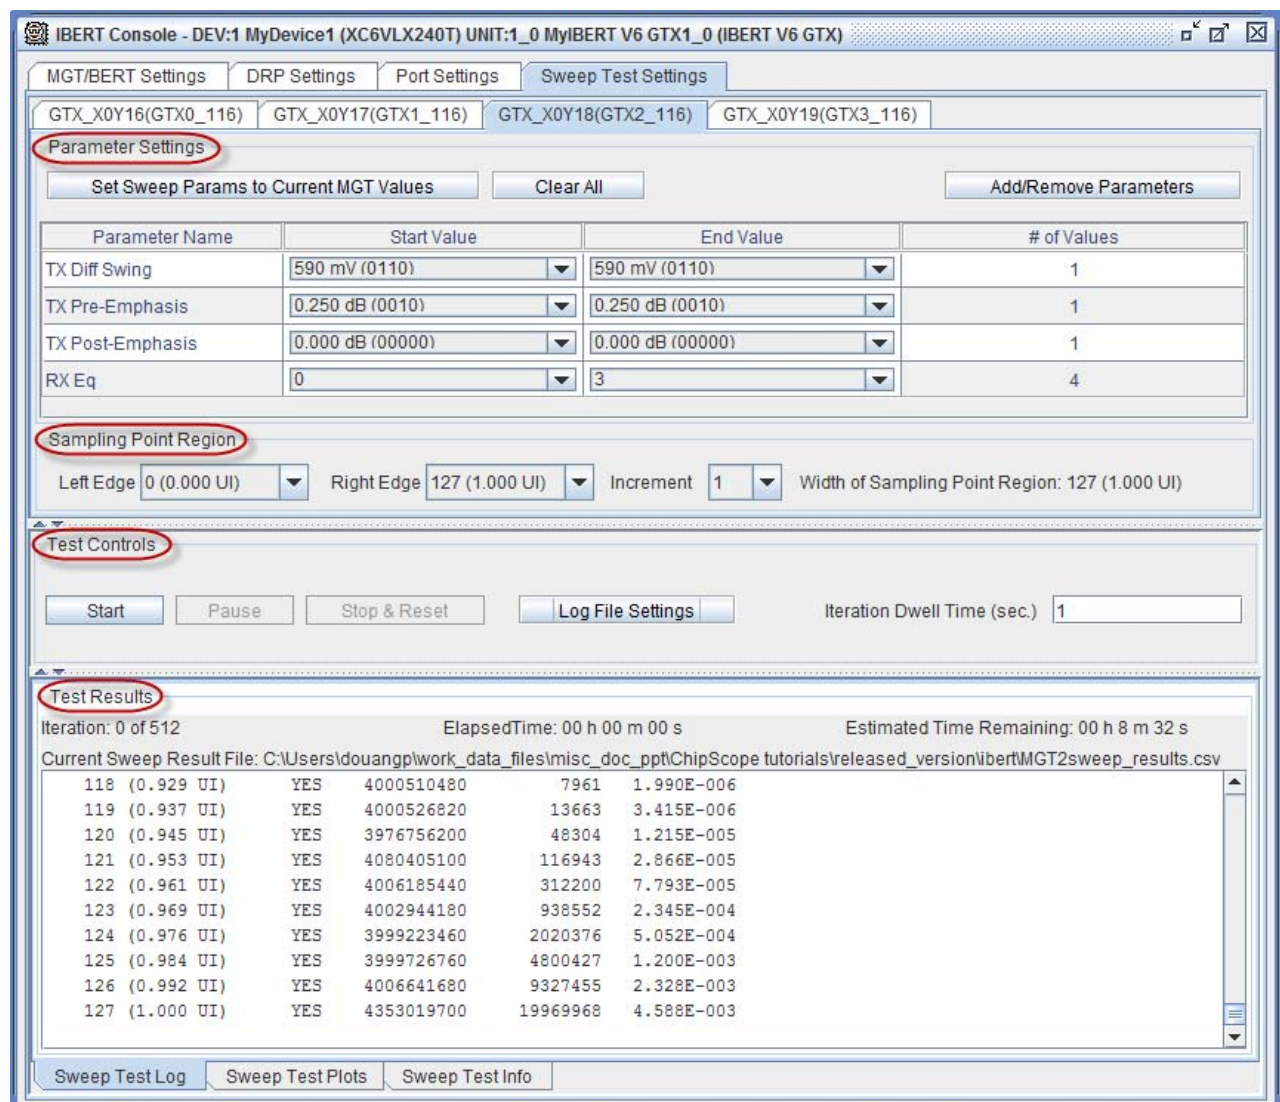 IBERT Console - DEV:1 MyDevice1 (XC6VLX240T) UNIT:1_0 MyIBERT V6 GTX1_0 (IBERT V6 GTX)
MGT/BERT Settings DRP Settings Port Settings Sweep Test Settings
GTX_X0Y16(GTX0_116) GTX_X0Y17(GTX1_116) GTX_X0Y18(GTX2_116) GTX_X0Y19(GTX3_116)
Parameter Settings
Set Sweep Params to Current MGT Values Clear All Add/Remove Parameters
Parameter Name Start Value End Value # of Values
TX Diff Swing 590 mV (0110) 590 mV (0110) 1
TX Pre-Emphasis 0.250 dB (0010) 0.250 dB (0010) 1
TX Post-Emphasis 0.000 dB (00000) 0.000 dB (00000) 1
RX Eq 0 3 4
Sampling Point Region
Left Edge 0 (0.000 UI) Right Edge 127 (1.000 UI) Increment 1 Width of Sampling Point Region: 127 (1.000 UI)
Test Controls
Start Pause Stop & Reset Log File Settings Iteration Dwell Time (sec.) 1
Test Results
Iteration: 0 of 512 ElapsedTime: 00 h 00 m 00 s Estimated Time Remaining: 00 h 8 m 32 s
Current Sweep Result File: C:\Users\douangp\work_data_files\misc_doc_ppt\ChipScope tutorials\released_version\ibert\MGT2sweep_results.csv
118 (0.929 UI) YES 4000510480 7961 1.990E-006
119 (0.937 UI) YES 4000526820 13663 3.415E-006
120 (0.945 UI) YES 3976756200 48304 1.215E-005
121 (0.953 UI) YES 4080405100 116943 2.866E-005
122 (0.961 UI) YES 4006185440 312200 7.793E-005
123 (0.969 UI) YES 4002944180 938552 2.345E-004
124 (0.976 UI) YES 3999223460 2020376 5.052E-004
125 (0.984 UI) YES 3999726760 4800427 1.200E-003
126 (0.992 UI) YES 4006641680 9327455 2.328E-003
127 (1.000 UI) YES 4353019700 19969968 4.588E-003
Sweep Test Log Sweep Test Plots Sweep Test Info